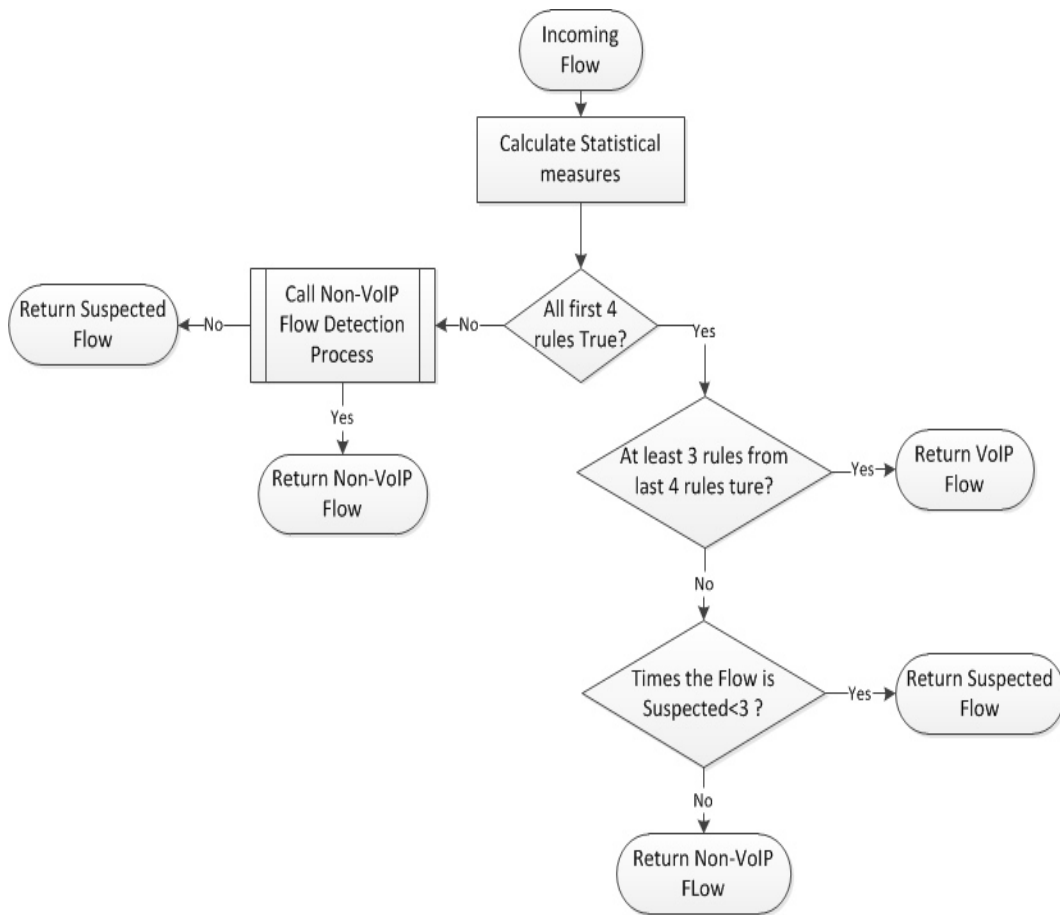 Incoming
Flow
Calculate Statistical
measures
All first 4
rules True?
No
Call Non-VoIP
Flow Detection
Process
No
Return Suspected
Flow
Yes
Return Non-VoIP
Flow
Yes
At least 3 rules from
last 4 rules ture?
Yes
Return VoIP
Flow
No
Times the Flow is
Suspected<3 ?
Yes
Return Suspected
Flow
No
Return Non-VoIP
FLow